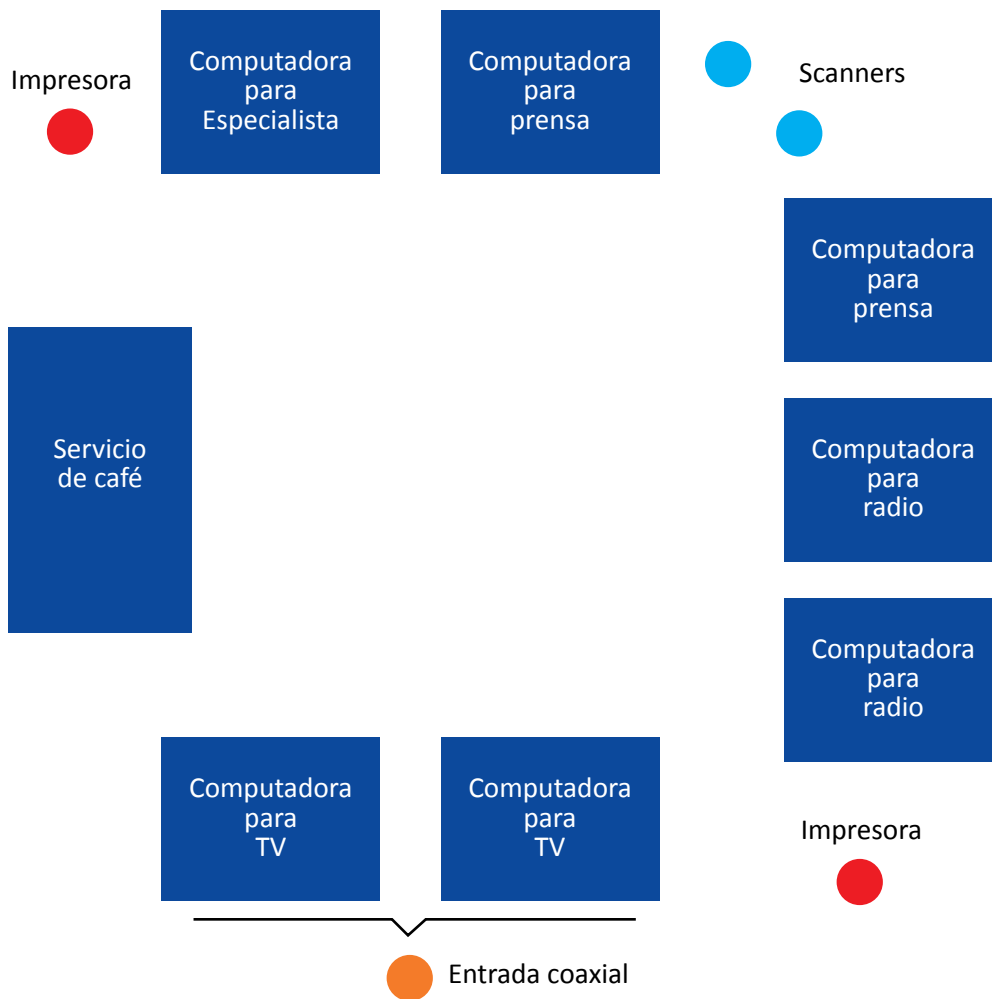 Impresora
Computadora
para
Especialista
Computadora
para
prensa
Scanners
Computadora
para
prensa
Servicio
de café
Computadora
para
radio
Computadora
para
radio
Computadora
para
TV
Computadora
para
TV
Impresora
Entrada coaxial